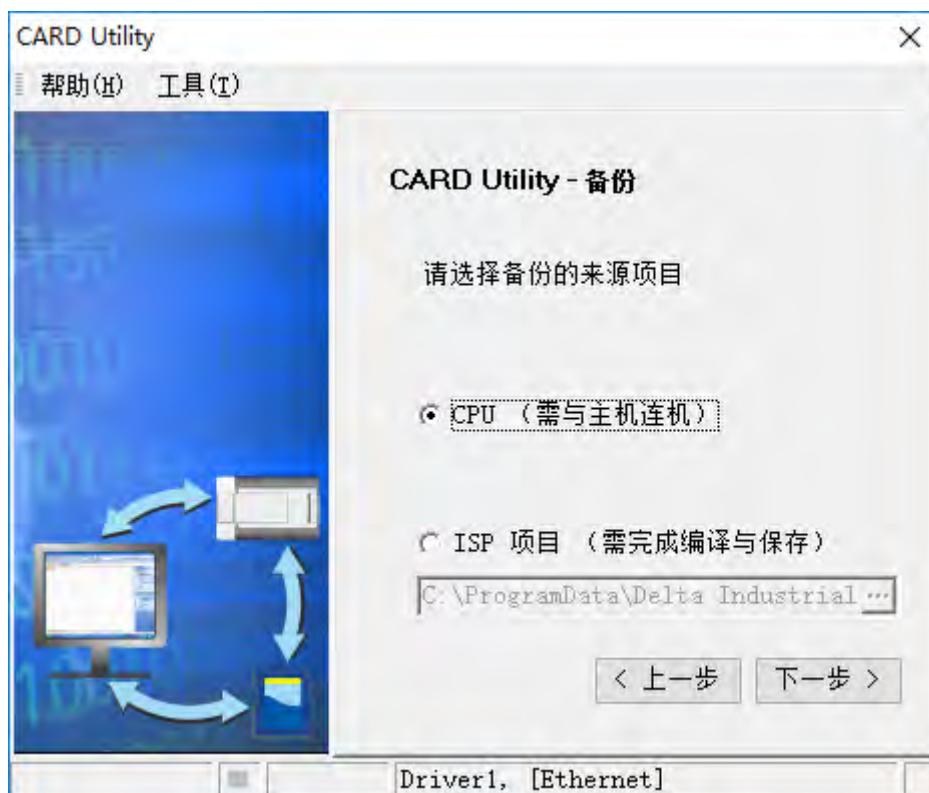 CARD Utility
帮助(H) 工具(T)
CARD Utility - 备份
请选择备份的来源项目
CPU （需与主机连机）
ISP 项目 （需完成编译与保存）
C:\ProgramData\Delta Industrial ...
< 上一步 下一步 >
Driver1, [Ethernet]